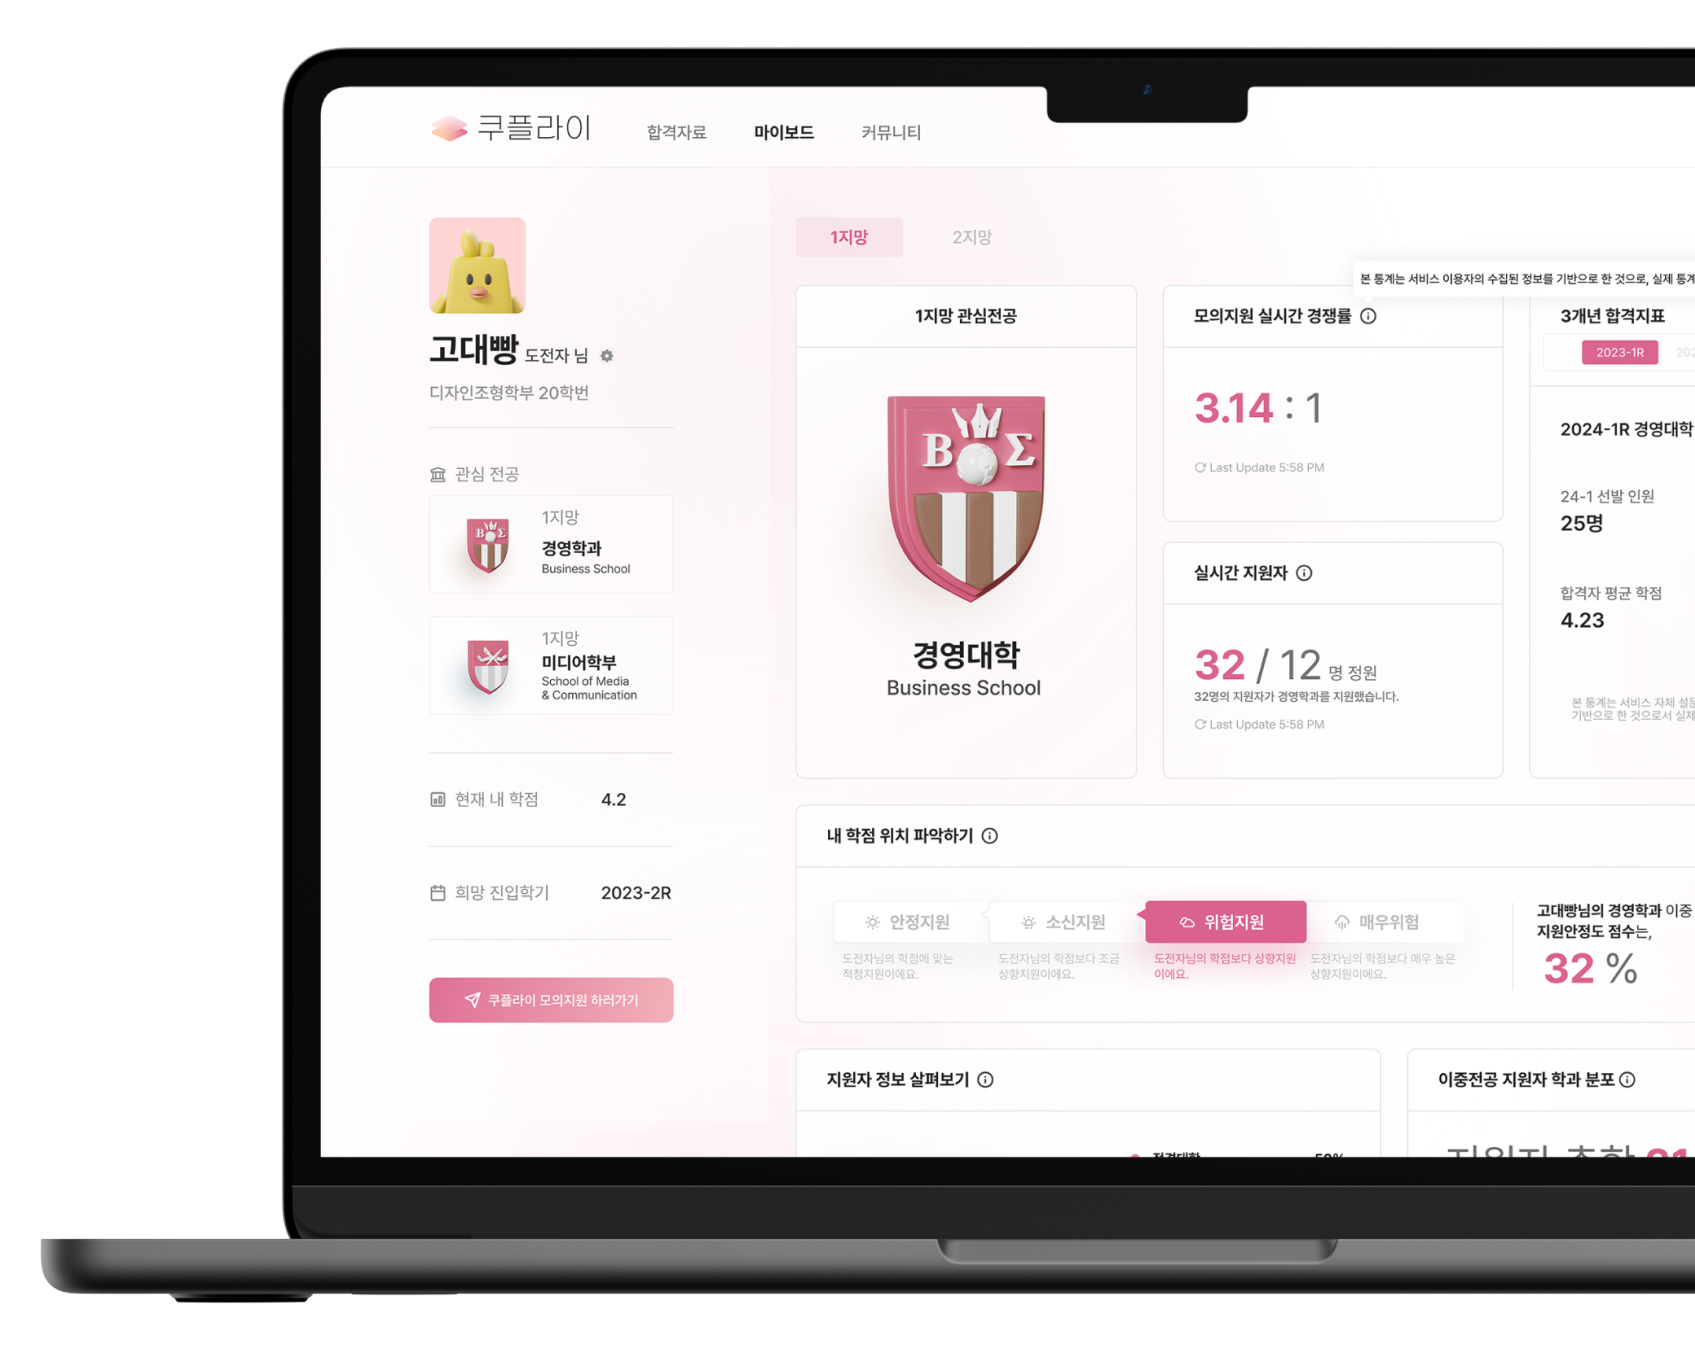 쿠플라이
합격자료
마이보드
커뮤니티
고대빵 도전자 님
디자인조형학부 20학번
관심 전공
1지망
경영학과
Business School
1지망
미디어학부
School of Media
& Communication
현재 내 학점 4.2
희망 진입학기 2023-2R
쿠플라이 모의지원 하러가기
1지망
2지망
1지망 관심전공
Β Σ
경영대학
Business School
모의지원 실시간 경쟁률
3.14 : 1
Last Update 5:58 PM
실시간 지원자
32 / 12 명 정원
32명의 지원자가 경영학과를 지원했습니다.
Last Update 5:58 PM
본 통계는 서비스 이용자의 수집된 정보를 기반으로 한 것으로, 실제 통계
3개년 합격지표
2023-1R
202
2024-1R 경영대학
24-1 선발 인원
25명
합격자 평균 학점
4.23
본 통계는 서비스 자체 설문
기반으로 한 것으로서 실제
내 학점 위치 파악하기
안정지원
도전자님의 학점에 맞는
적정지원이에요.
소신지원
도전자님의 학점보다 조금
상향지원이에요.
위험지원
도전자님의 학점보다 상향지원
이에요.
매우위험
도전자님의 학점보다 매우 높은
상향지원이에요.
고대빵님의 경영학과 이중
지원안정도 점수는,
32 %
지원자 정보 살펴보기
이중전공 지원자 학과 분포